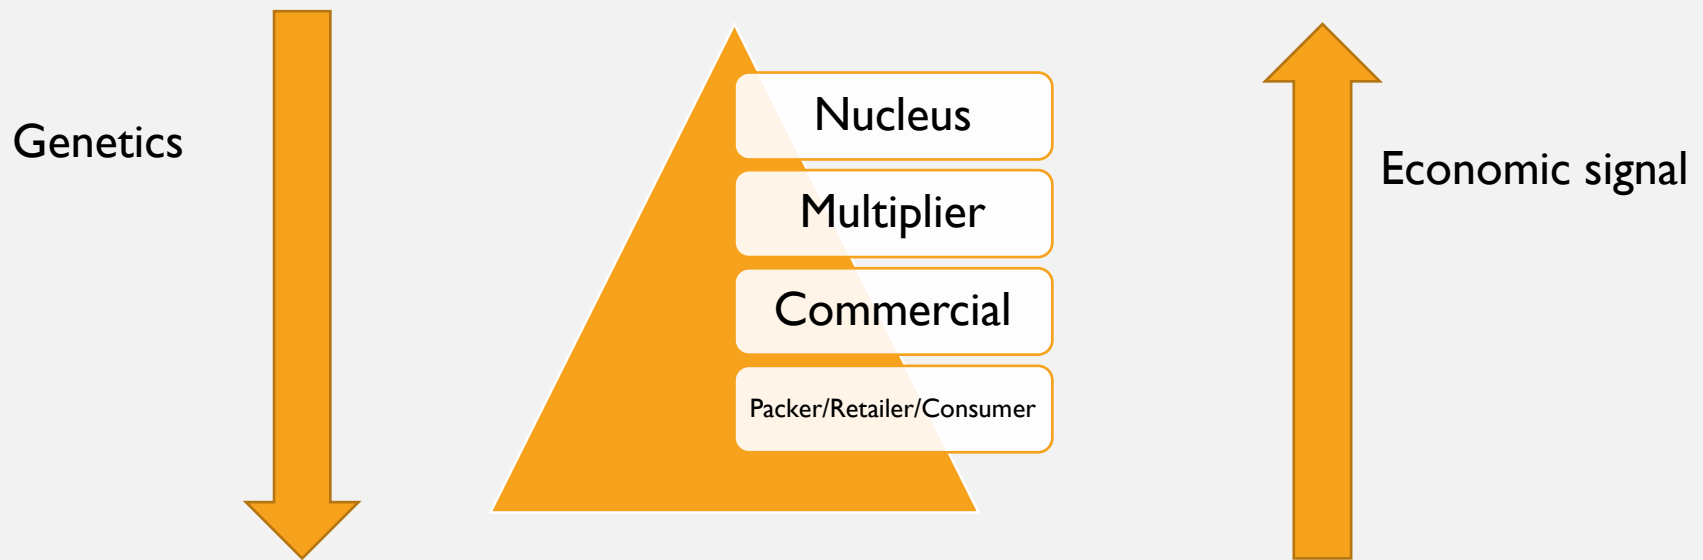 Genetics
Nucleus
Multiplier
Commercial
Packer/Retailer/Consumer
Economic signal